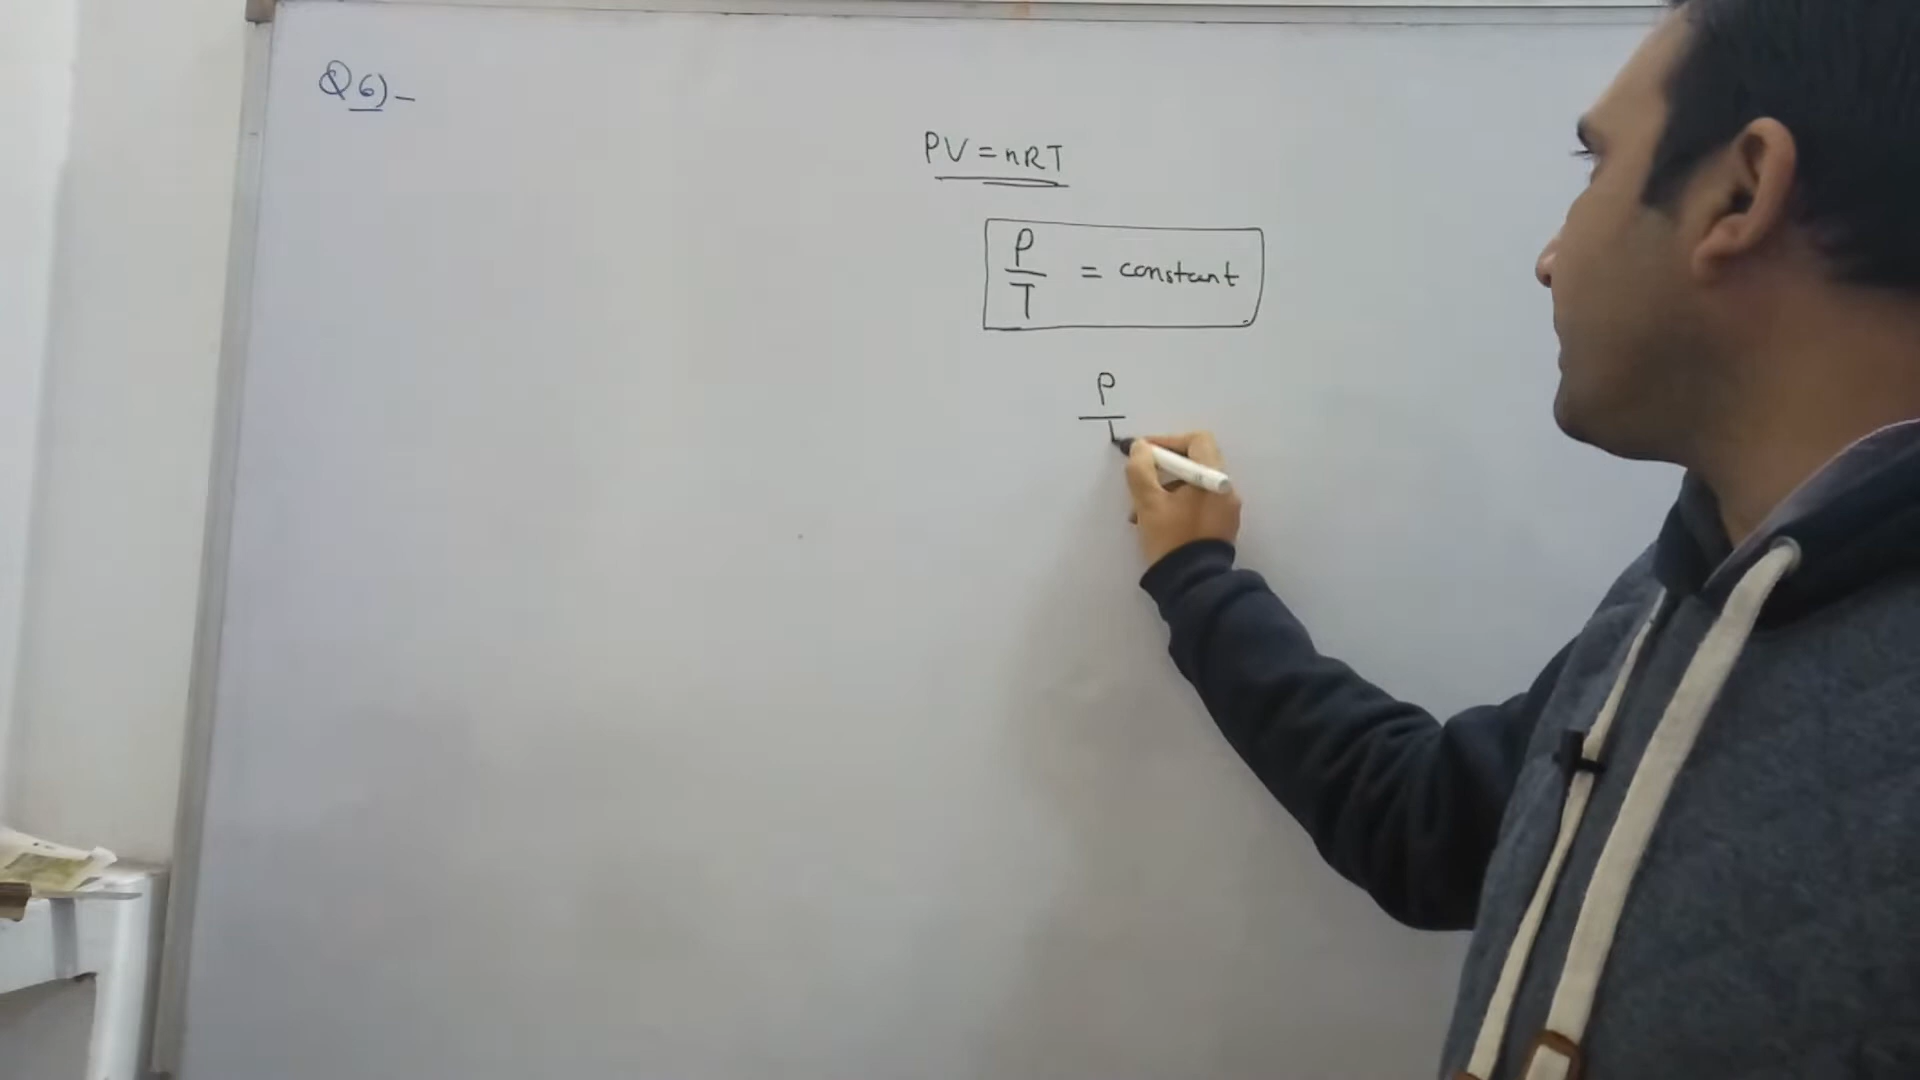 Q6)-
PV=nRT
P/T = constant
P